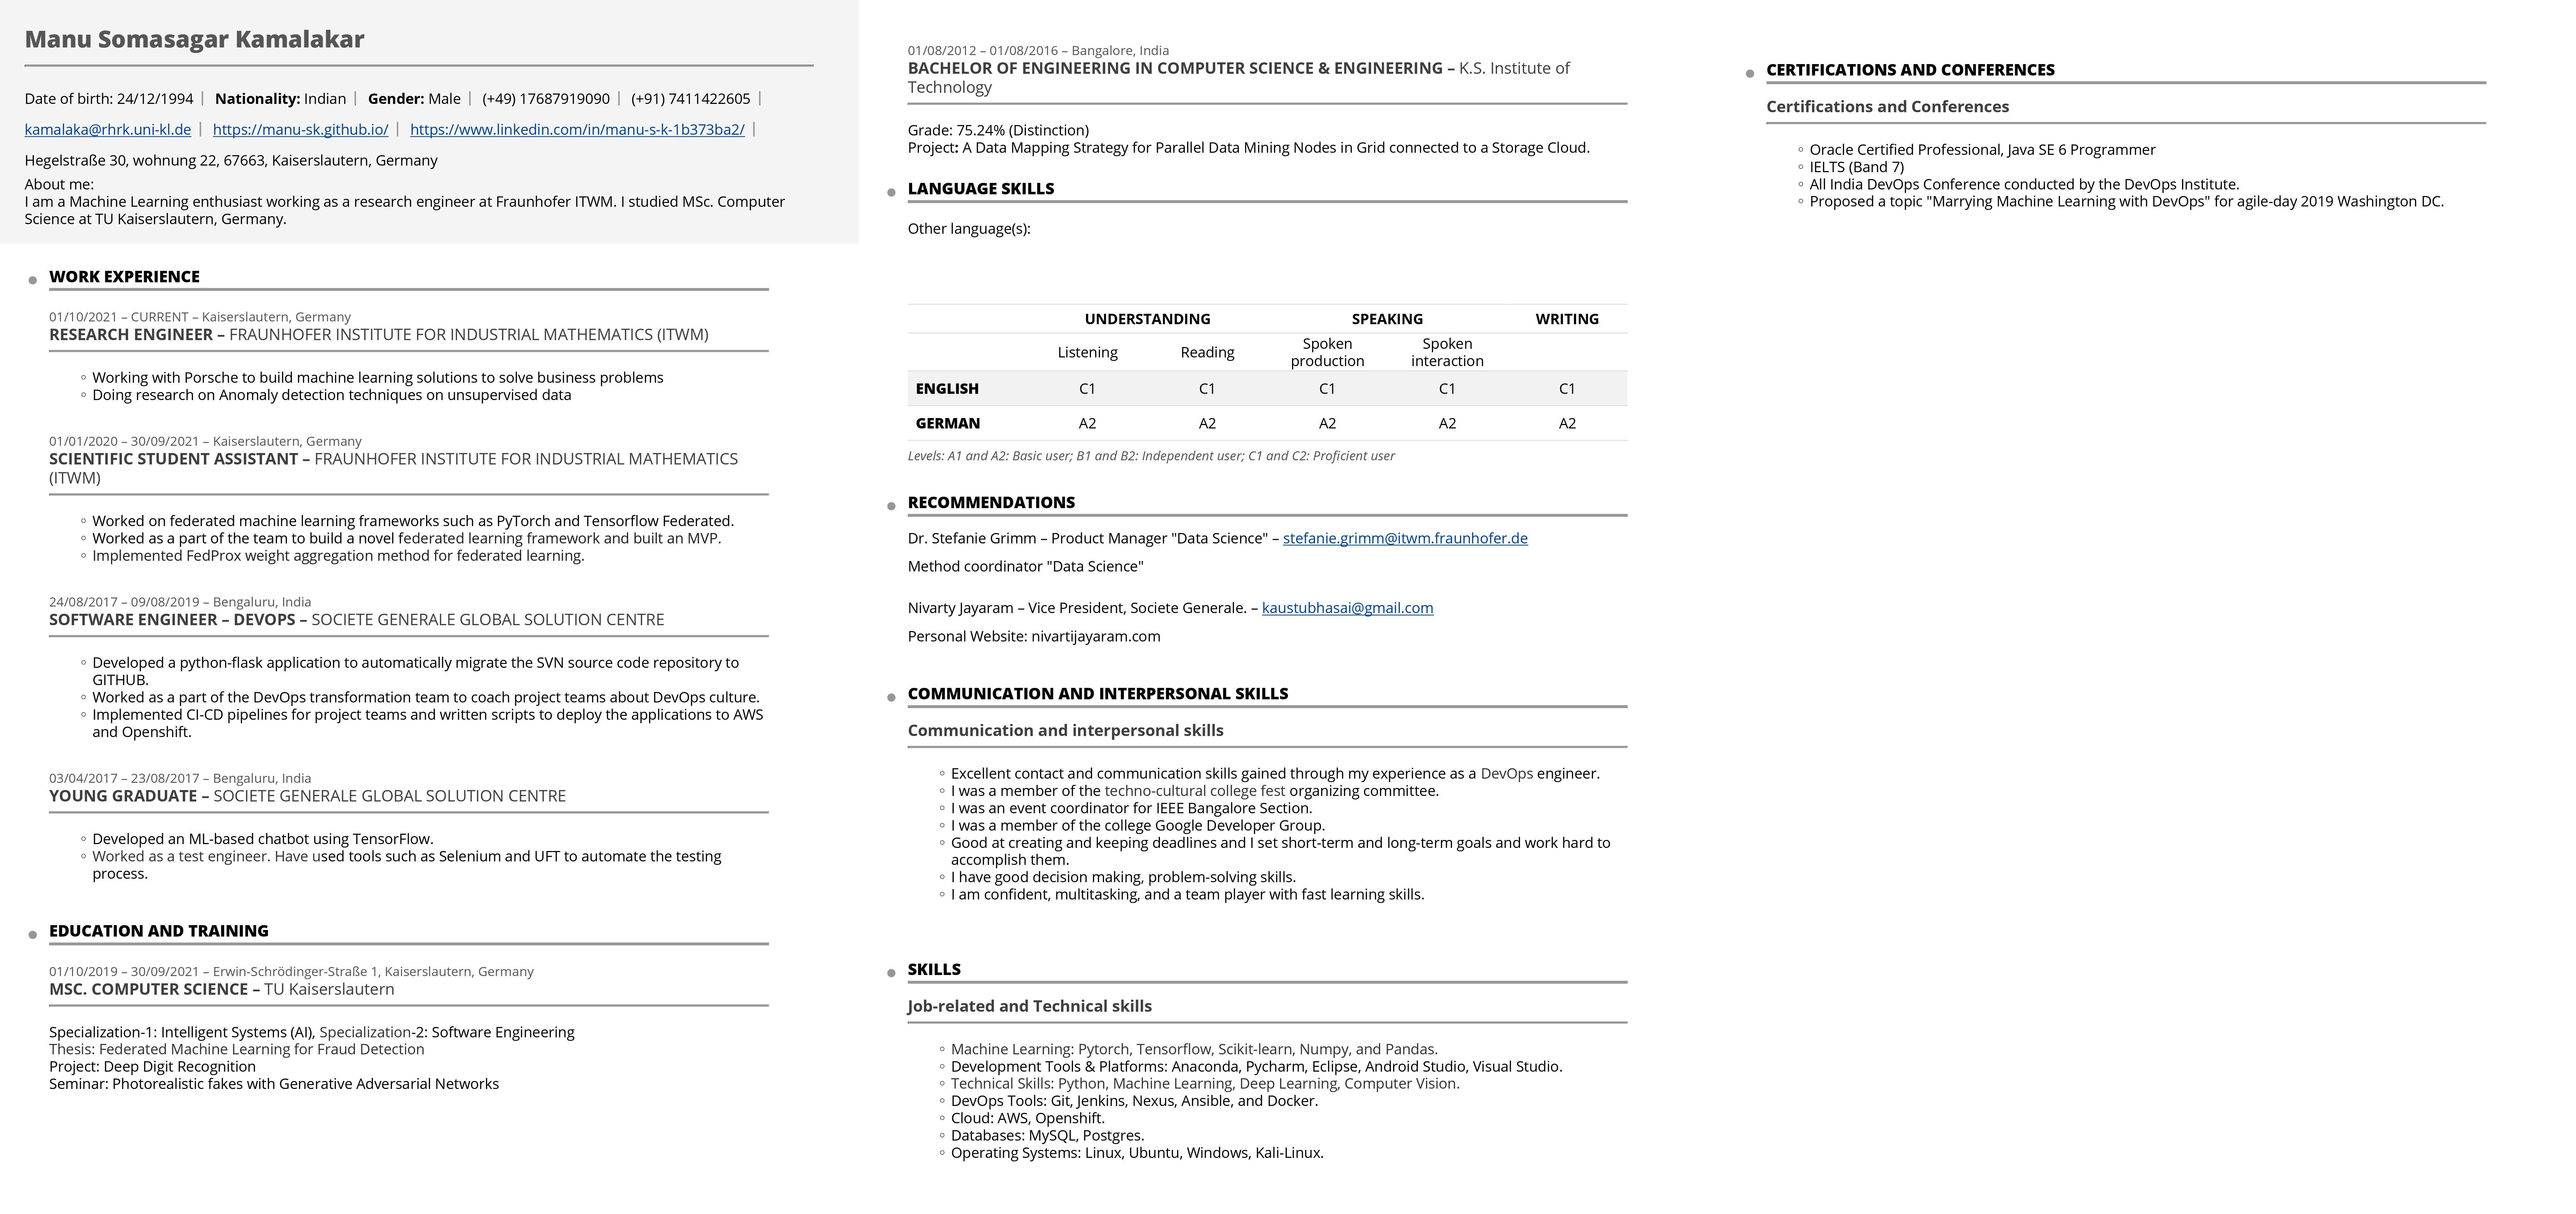 Manu Somasagar Kamalakar
Date of birth: 24/12/1994 | Nationality: Indian | Gender: Male | (+49) 17687919090 | (+91) 7411422605 |
kamalaka@rhrk.uni-kl.de | https://manu-sk.github.io/ | https://www.linkedin.com/in/manu-s-k-1b373ba2/ |
Hegelstraße 30, wohnung 22, 67663, Kaiserslautern, Germany
About me:
I am a Machine Learning enthusiast working as a research engineer at Fraunhofer ITWM. I studied MSc. Computer
Science at TU Kaiserslautern, Germany.
WORK EXPERIENCE
01/10/2021 – CURRENT – Kaiserslautern, Germany
RESEARCH ENGINEER – FRAUNHOFER INSTITUTE FOR INDUSTRIAL MATHEMATICS (ITWM)
◦ Working with Porsche to build machine learning solutions to solve business problems
◦ Doing research on Anomaly detection techniques on unsupervised data
01/01/2020 – 30/09/2021 – Kaiserslautern, Germany
SCIENTIFIC STUDENT ASSISTANT – FRAUNHOFER INSTITUTE FOR INDUSTRIAL MATHEMATICS
(ITWM)
◦ Worked on federated machine learning frameworks such as PyTorch and Tensorflow Federated.
◦ Worked as a part of the team to build a novel federated learning framework and built an MVP.
◦ Implemented FedProx weight aggregation method for federated learning.
24/08/2017 – 09/08/2019 – Bengaluru, India
SOFTWARE ENGINEER – DEVOPS – SOCIETE GENERALE GLOBAL SOLUTION CENTRE
◦ Developed a python-flask application to automatically migrate the SVN source code repository to
GITHUB.
◦ Worked as a part of the DevOps transformation team to coach project teams about DevOps culture.
◦ Implemented CI-CD pipelines for project teams and written scripts to deploy the applications to AWS
and Openshift.
03/04/2017 – 23/08/2017 – Bengaluru, India
YOUNG GRADUATE – SOCIETE GENERALE GLOBAL SOLUTION CENTRE
◦ Developed an ML-based chatbot using TensorFlow.
◦ Worked as a test engineer. Have used tools such as Selenium and UFT to automate the testing
process.
EDUCATION AND TRAINING
01/10/2019 – 30/09/2021 – Erwin-Schrödinger-Straße 1, Kaiserslautern, Germany
MSC. COMPUTER SCIENCE – TU Kaiserslautern
Specialization-1: Intelligent Systems (AI), Specialization-2: Software Engineering
Thesis: Federated Machine Learning for Fraud Detection
Project: Deep Digit Recognition
Seminar: Photorealistic fakes with Generative Adversarial Networks
01/08/2012 – 01/08/2016 – Bangalore, India
BACHELOR OF ENGINEERING IN COMPUTER SCIENCE & ENGINEERING – K.S. Institute of
Technology
Grade: 75.24% (Distinction)
Project: A Data Mapping Strategy for Parallel Data Mining Nodes in Grid connected to a Storage Cloud.
LANGUAGE SKILLS
Other language(s):
UNDERSTANDING SPEAKING WRITING
Listening Reading Spoken production Spoken interaction
ENGLISH C1 C1 C1 C1 C1
GERMAN A2 A2 A2 A2 A2
Levels: A1 and A2: Basic user; B1 and B2: Independent user; C1 and C2: Proficient user
RECOMMENDATIONS
Dr. Stefanie Grimm – Product Manager "Data Science" – stefanie.grimm@itwm.fraunhofer.de
Method coordinator "Data Science"
Nivarty Jayaram – Vice President, Societe Generale. – kaustubhasai@gmail.com
Personal Website: nivartijayaram.com
COMMUNICATION AND INTERPERSONAL SKILLS
Communication and interpersonal skills
◦ Excellent contact and communication skills gained through my experience as a DevOps engineer.
◦ I was a member of the techno-cultural college fest organizing committee.
◦ I was an event coordinator for IEEE Bangalore Section.
◦ I was a member of the college Google Developer Group.
◦ Good at creating and keeping deadlines and I set short-term and long-term goals and work hard to
accomplish them.
◦ I have good decision making, problem-solving skills.
◦ I am confident, multitasking, and a team player with fast learning skills.
SKILLS
Job-related and Technical skills
◦ Machine Learning: Pytorch, Tensorflow, Scikit-learn, Numpy, and Pandas.
◦ Development Tools & Platforms: Anaconda, Pycharm, Eclipse, Android Studio, Visual Studio.
◦ Technical Skills: Python, Machine Learning, Deep Learning, Computer Vision.
◦ DevOps Tools: Git, Jenkins, Nexus, Ansible, and Docker.
◦ Cloud: AWS, Openshift.
◦ Databases: MySQL, Postgres.
◦ Operating Systems: Linux, Ubuntu, Windows, Kali-Linux.
CERTIFICATIONS AND CONFERENCES
Certifications and Conferences
◦ Oracle Certified Professional, Java SE 6 Programmer
◦ IELTS (Band 7)
◦ All India DevOps Conference conducted by the DevOps Institute.
◦ Proposed a topic "Marrying Machine Learning with DevOps" for agile-day 2019 Washington DC.